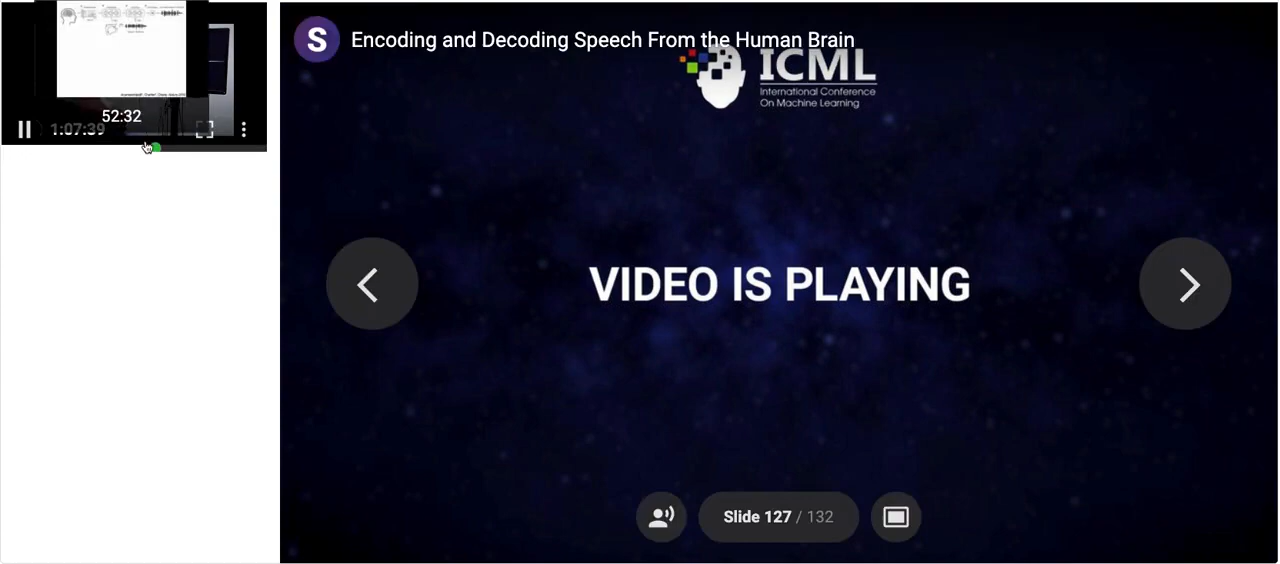 52:32
1:07:39
S
Encoding and Decoding Speech From the Human Brain
ICML
International Conference
On Machine Learning
VIDEO IS PLAYING
Slide 127 / 132